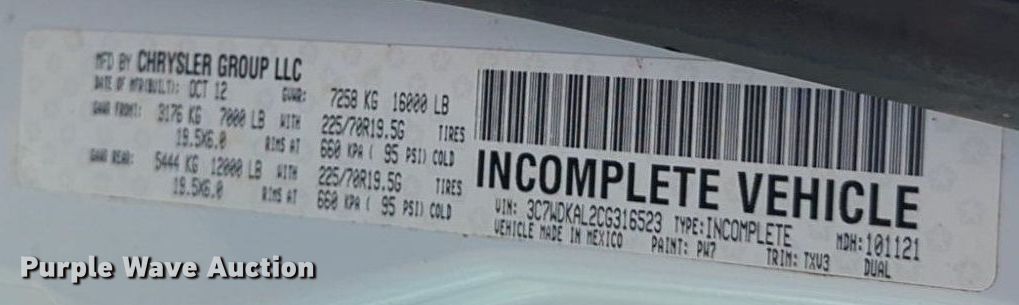 MFD BY CHRYSLER GROUP LLC
DATE OF MFR(BUILT): OCT 12 GVWR: 7258 KG 16000 LB
GAWR FRONT: 3176 KG 7000 LB WITH 225/70R19.5G TIRES
19.5X6.0 RIMS AT 660 KPA ( 95 PSI) COLD
GAWR REAR: 5444 KG 12000 LB WITH 225/70R19.5G TIRES
19.5X6.0 RIMS AT 660 KPA ( 95 PSI) COLD
INCOMPLETE VEHICLE
VIN: 3C7WDKAL2CG316523 TYPE:INCOMPLETE MDH:101121
VEHICLE MADE IN MEXICO PAINT: PW7 TRIM: TXV3 DUAL
Purple Wave Auction